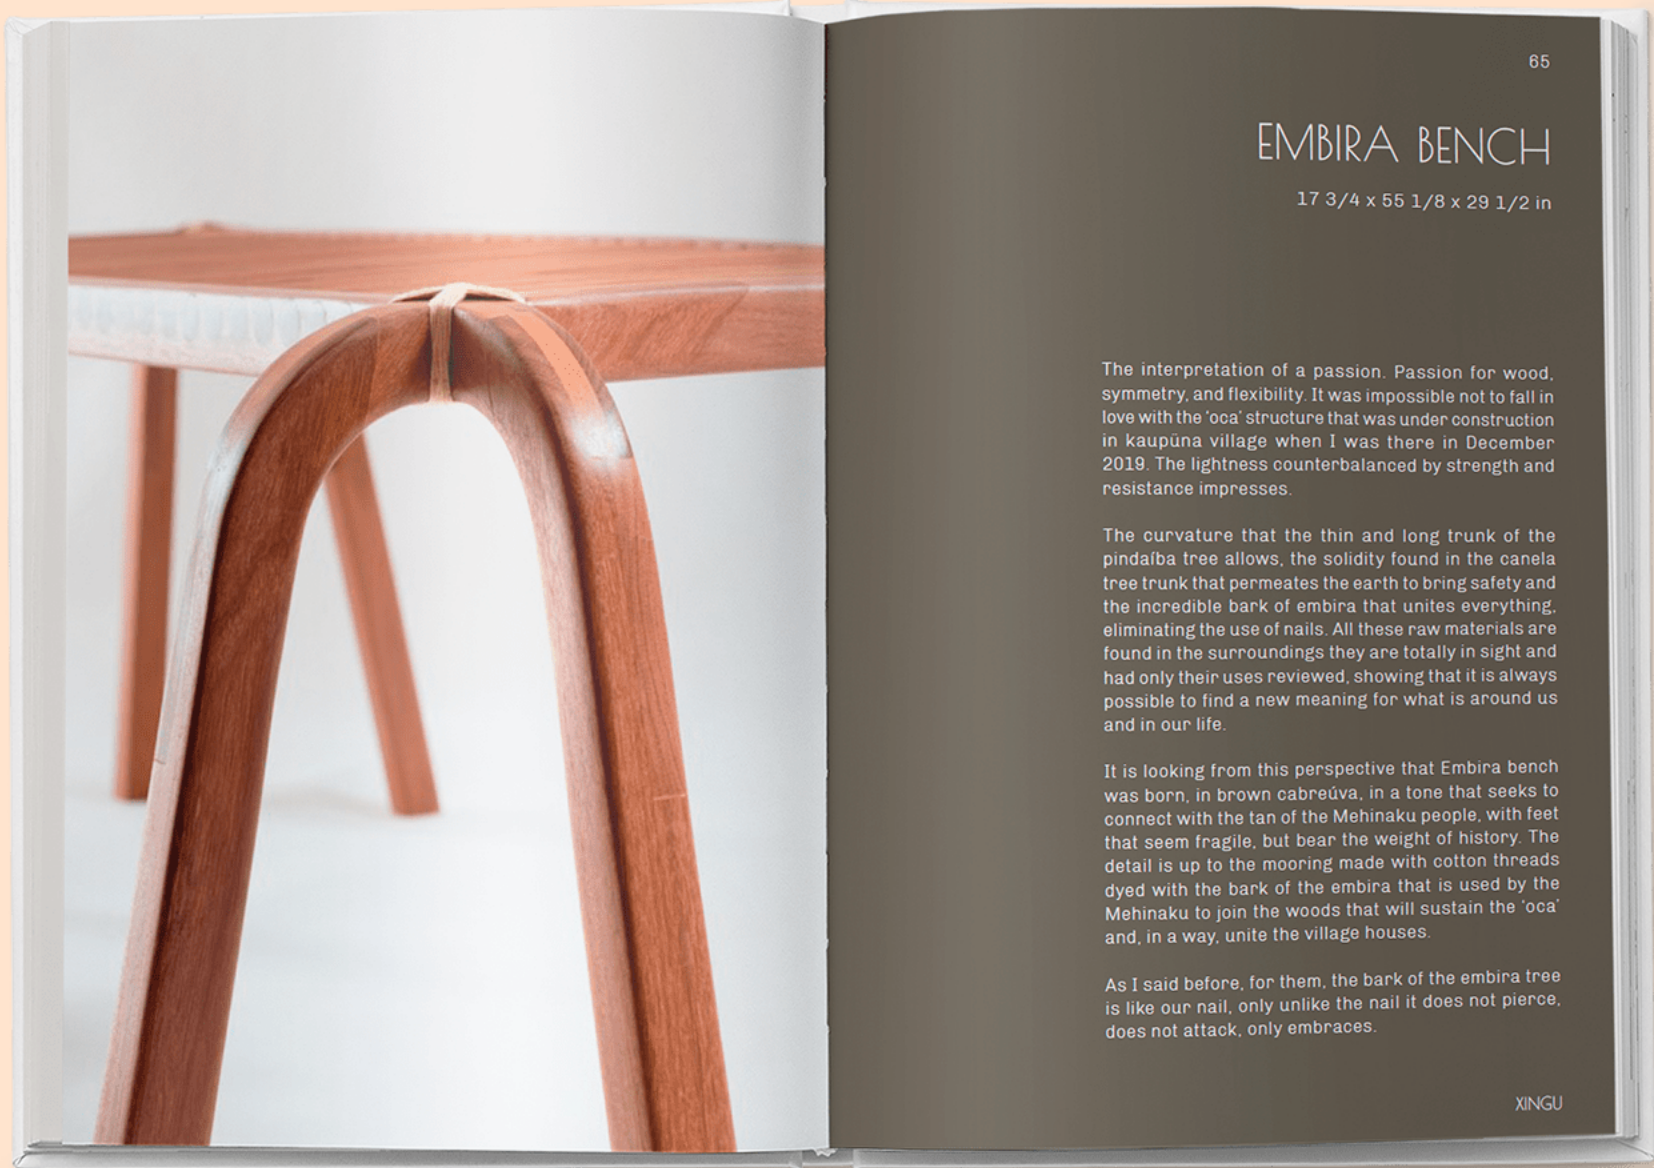 65
EMBIRA BENCH
17 3/4 x 55 1/8 x 29 1/2 in
The interpretation of a passion. Passion for wood,
symmetry, and flexibility. It was impossible not to fall in
love with the 'oca' structure that was under construction
in kaupüna village when I was there in December
2019. The lightness counterbalanced by strength and
resistance impresses.
The curvature that the thin and long trunk of the
pindaíba tree allows, the solidity found in the canela
tree trunk that permeates the earth to bring safety and
the incredible bark of embira that unites everything,
eliminating the use of nails. All these raw materials are
found in the surroundings they are totally in sight and
had only their uses reviewed, showing that it is always
possible to find a new meaning for what is around us
and in our life.
It is looking from this perspective that Embira bench
was born, in brown cabreúva, in a tone that seeks to
connect with the tan of the Mehinaku people, with feet
that seem fragile, but bear the weight of history. The
detail is up to the mooring made with cotton threads
dyed with the bark of the embira that is used by the
Mehinaku to join the woods that will sustain the 'oca'
and, in a way, unite the village houses.
As I said before, for them, the bark of the embira tree
is like our nail, only unlike the nail it does not pierce,
does not attack, only embraces.
XINGU